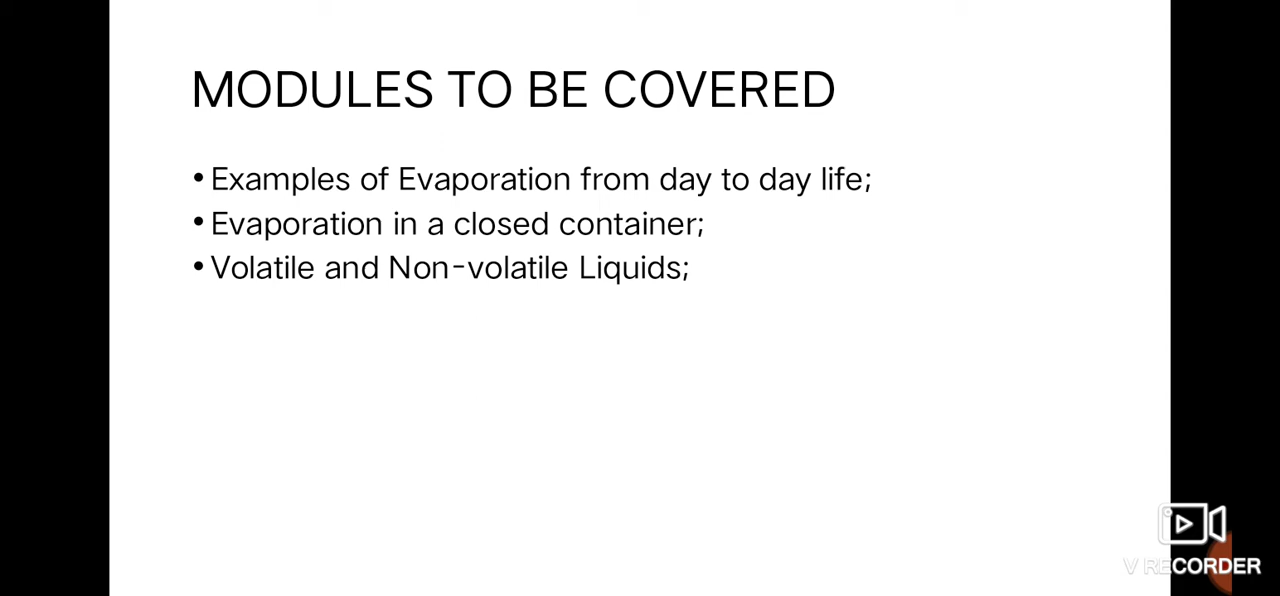 MODULES TO BE COVERED
• Examples of Evaporation from day to day life;
• Evaporation in a closed container;
• Volatile and Non-volatile Liquids;
V RECORDER